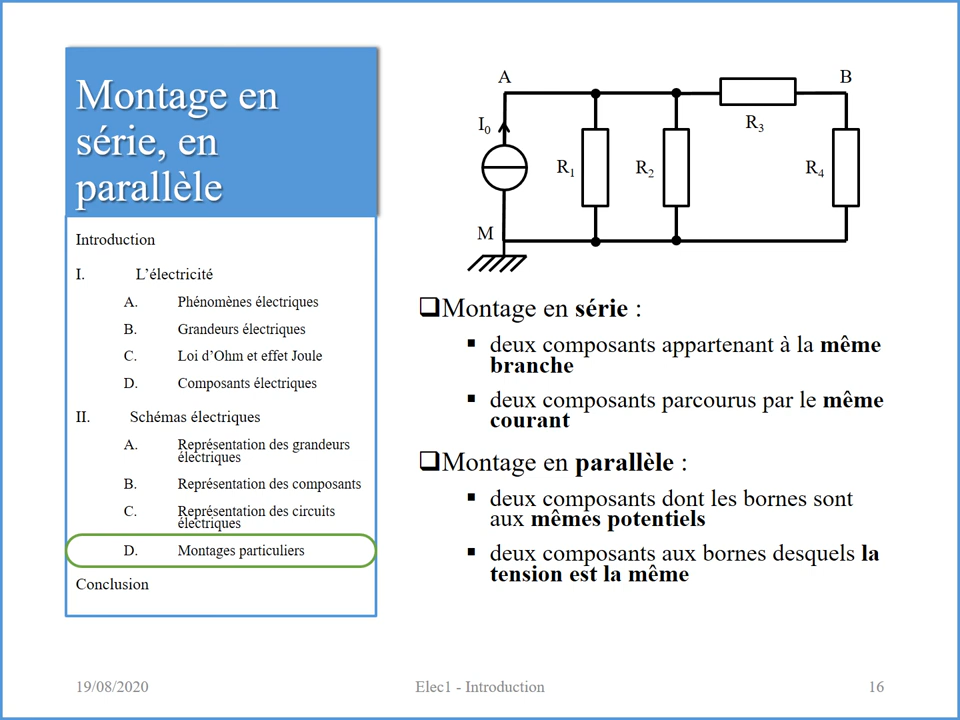 Montage en
série, en
parallèle
Introduction
I. L’électricité
A. Phénomènes électriques
B. Grandeurs électriques
C. Loi d’Ohm et effet Joule
D. Composants électriques
II. Schémas électriques
A. Représentation des grandeurs
électriques
B. Représentation des composants
C. Représentation des circuits
électriques
D. Montages particuliers
Conclusion
A
B
I0
R3
R1
R2
R4
M
❑Montage en série :
▪ deux composants appartenant à la même
branche
▪ deux composants parcourus par le même
courant
❑Montage en parallèle :
▪ deux composants dont les bornes sont
aux mêmes potentiels
▪ deux composants aux bornes desquels la
tension est la même
19/08/2020
Elec1 - Introduction
16